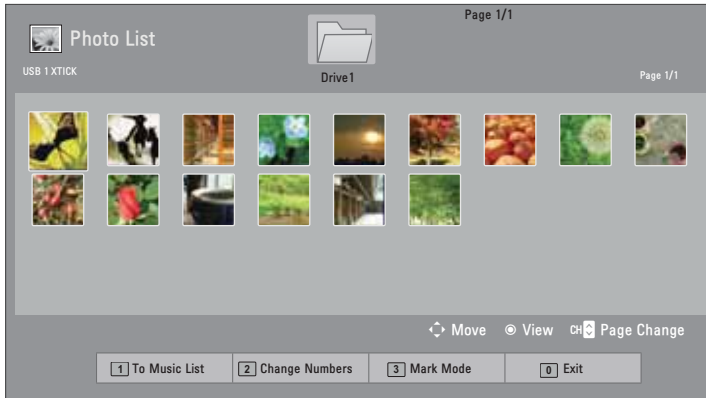 Page 1/1
Photo List
USB 1 XTICK
Drive1
Page 1/1
Move View CH Page Change
1 To Music List 2 Change Numbers 3 Mark Mode 0 Exit